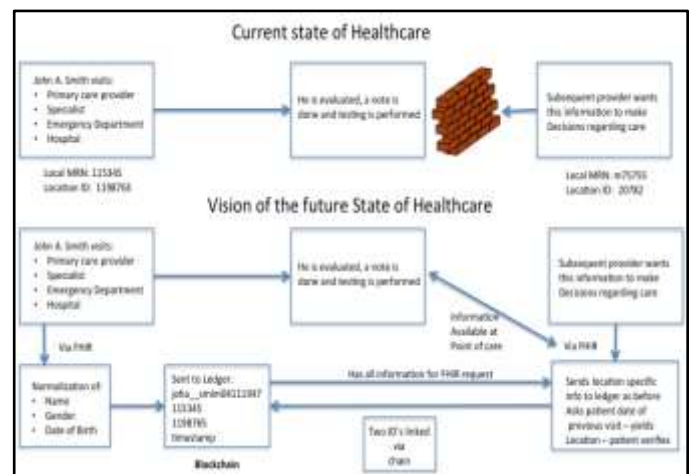 Current state of Healthcare
John A. Smith visits:
• Primary care provider
• Specialist
• Emergency Department
• Hospital
He is evaluated, a note is
done and testing is performed
Subsequent provider wants
this information to make
Decisions regarding care
Local MRN:
Location ID:
Local MRN: m75755
Location ID: 20782
Vision of the future State of Healthcare
John A. Smith visits:
• Primary care provider
• Specialist
• Emergency Department
• Hospital
He is evaluated, a note is
done and testing is performed
Subsequent provider wants
this information to make
Decisions regarding care
Information
Available at
Point of care
Via FHIR
Via FHIR
Normalization of:
• Name
• Gender
• Date of Birth
Sent to Ledger:
1198765
timestamp
Has all information for FHIR request
Sends location specific
info to ledger as before
Asks patient date of
previous visit – yields
Location – patient verifies
Two ID's linked
via
chain
Blockchain